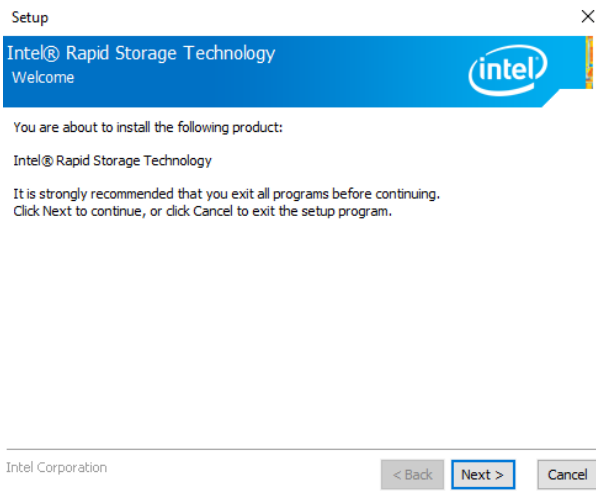 Setup
Intel® Rapid Storage Technology
Welcome
intel
You are about to install the following product:
Intel® Rapid Storage Technology
It is strongly recommended that you exit all programs before continuing.
Click Next to continue, or click Cancel to exit the setup program.
Intel Corporation
< Back
Next >
Cancel